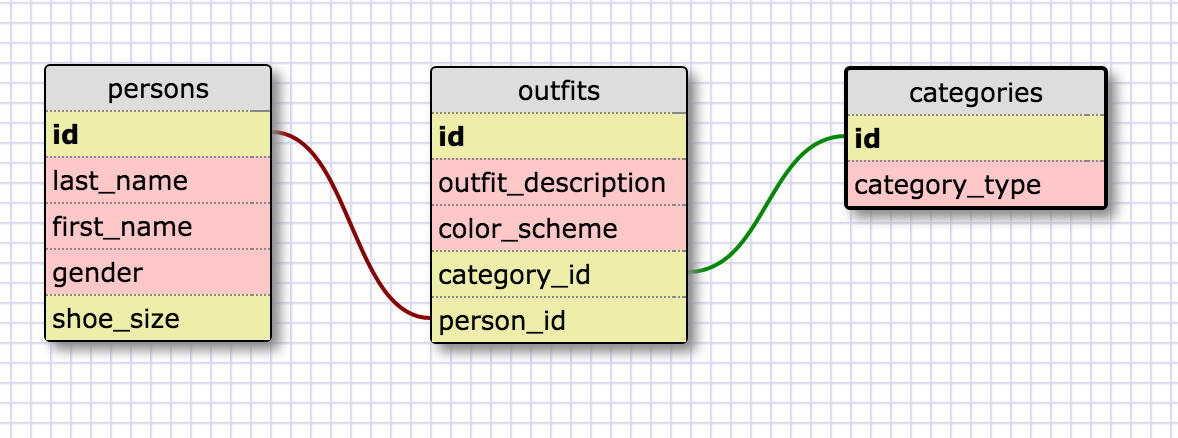 persons
id
last_name
first_name
gender
shoe_size
outfits
id
outfit_description
color_scheme
category_id
person_id
categories
id
category_type